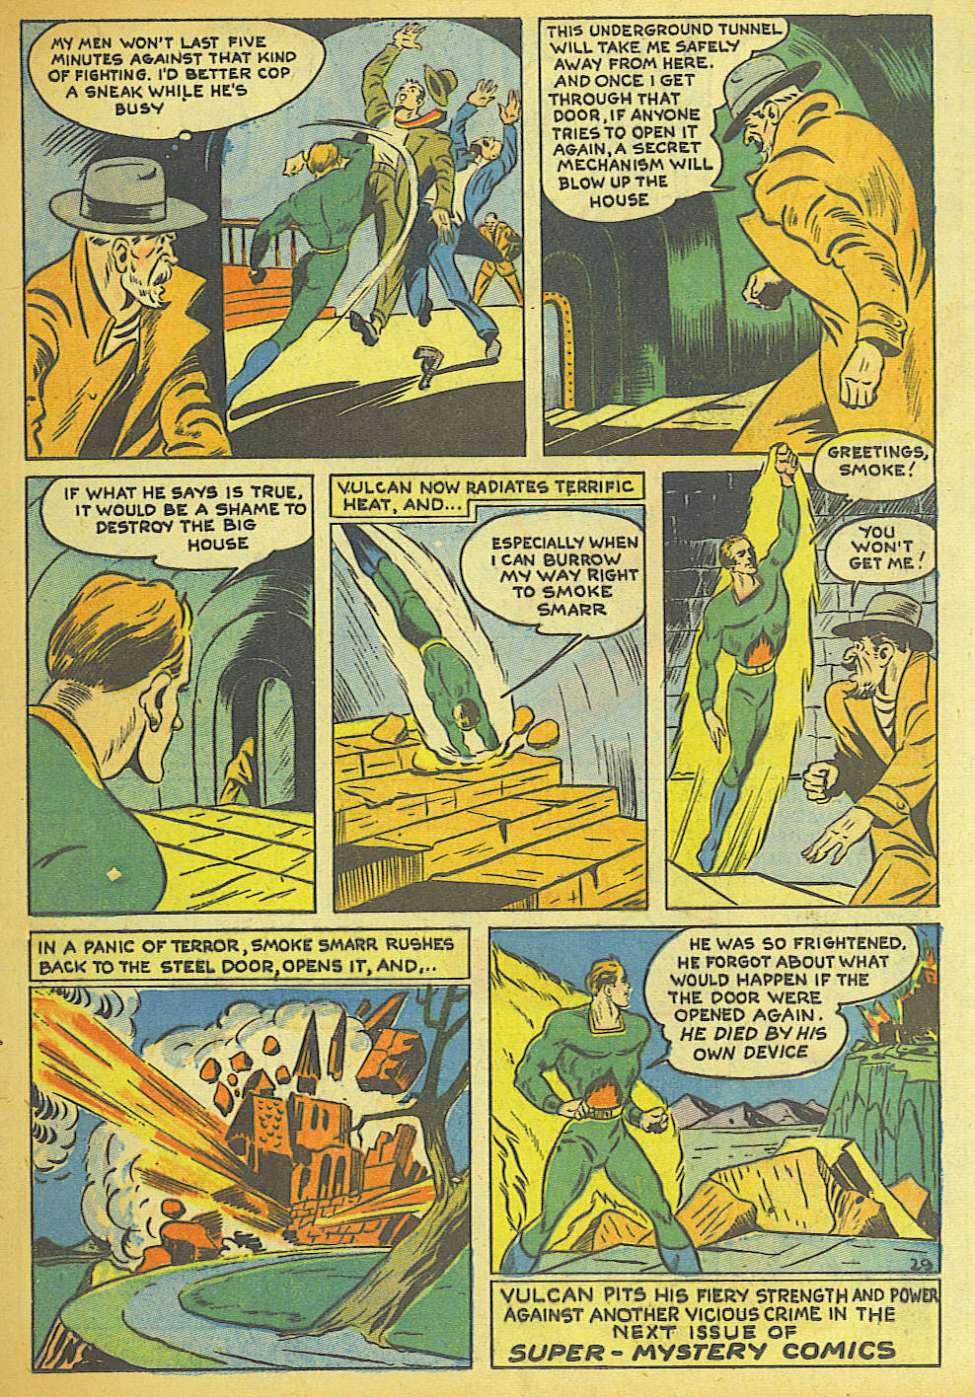 MY MEN WON'T LAST FIVE
MINUTES AGAINST THAT KIND
OF FIGHTING. I'D BETTER COP
A SNEAK WHILE HE'S
BUSY
THIS UNDERGROUND TUNNEL
WILL TAKE ME SAFELY
AWAY FROM HERE.
AND ONCE I GET
THROUGH THAT
DOOR, IF ANYONE
TRIES TO OPEN IT
AGAIN, A SECRET
MECHANISM WILL
BLOW UP THE
HOUSE
IF WHAT HE SAYS IS TRUE,
IT WOULD BE A SHAME TO
DESTROY THE BIG
HOUSE
VULCAN NOW RADIATES TERRIFIC
HEAT, AND...
ESPECIALLY WHEN
I CAN BURROW
MY WAY RIGHT
TO SMOKE
SMARR
GREETINGS,
SMOKE!
YOU
WON'T
GET ME!
IN A PANIC OF TERROR, SMOKE SMARR RUSHES
BACK TO THE STEEL DOOR, OPENS IT, AND...
HE WAS SO FRIGHTENED,
HE FORGOT ABOUT WHAT
WOULD HAPPEN IF THE
THE DOOR WERE
OPENED AGAIN.
HE DIED BY HIS
OWN DEVICE
29
VULCAN PITS HIS FIERY STRENGTH AND POWER
AGAINST ANOTHER VICIOUS CRIME IN THE
NEXT ISSUE OF
SUPER-MYSTERY COMICS